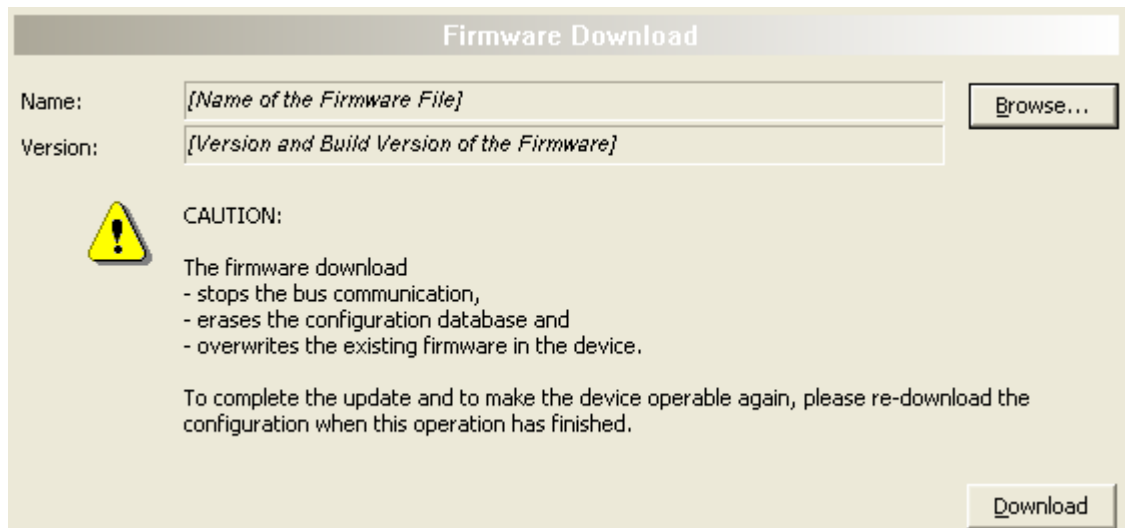 Firmware Download
Name: [Name of the Firmware File] Browse...
Version: [Version and Build Version of the Firmware]
CAUTION:
The firmware download
- stops the bus communication,
- erases the configuration database and
- overwrites the existing firmware in the device.
To complete the update and to make the device operable again, please re-download the
configuration when this operation has finished.
Download